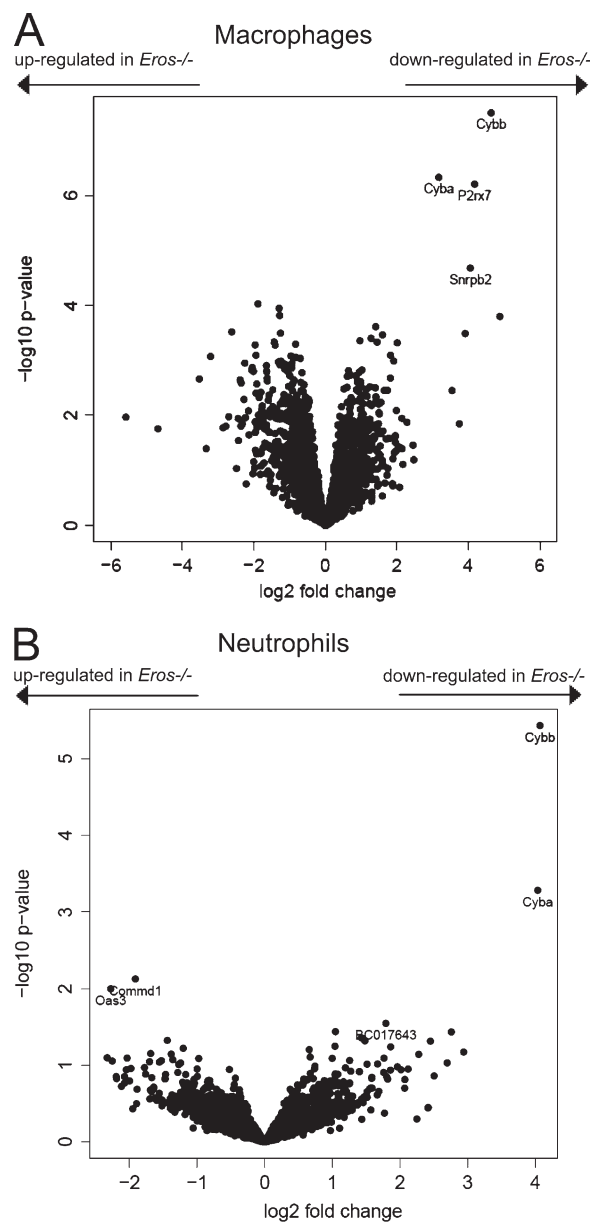 A
Macrophages
up-regulated in Eros-/-
down-regulated in Eros-/-
Cybb
Cyba
P2rx7
Snrpb2
−log10 p−value
6
4
2
0
−6 −4 −2 0 2 4 6
log2 fold change
B
Neutrophils
up-regulated in Eros-/-
down-regulated in Eros-/-
Cybb
Cyba
Commd1
Oas3
BC017643
−log10 p−value
5
4
3
2
1
0
−2 −1 0 1 2 3 4
log2 fold change